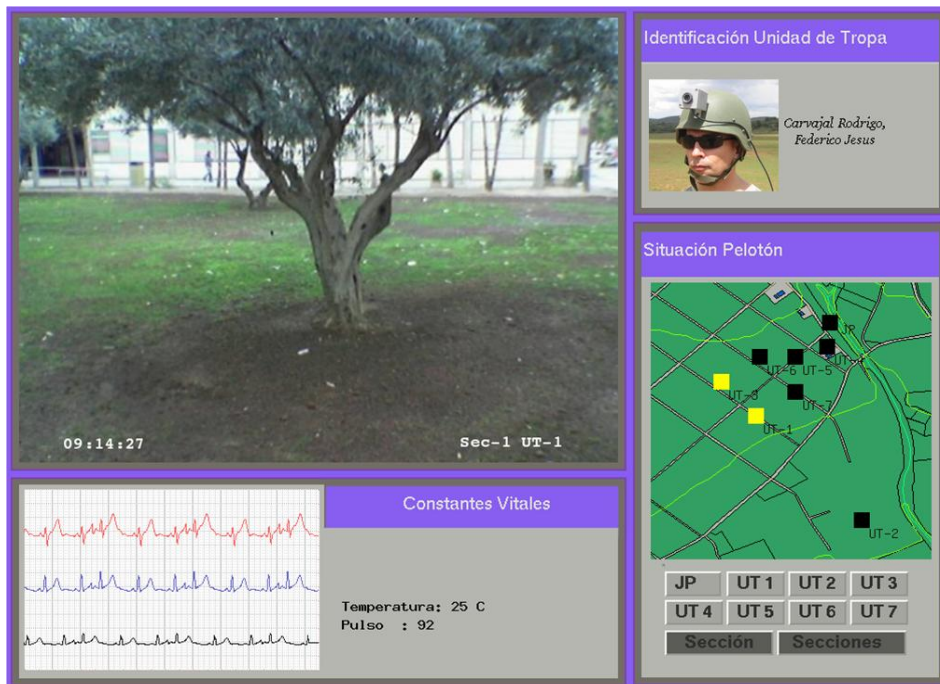 09:14:27 Sec-1 UT-1
Identificación Unidad de Tropa
Carvajal Rodrigo,
Federico Jesus
Situación Pelotón
JP
UT-4
UT-6 UT-5
UT-3
UT-7
UT-1
UT-2
JP UT 1 UT 2 UT 3
UT 4 UT 5 UT 6 UT 7
Sección Secciones
Constantes Vitales
Temperatura: 25 C
Pulso : 92